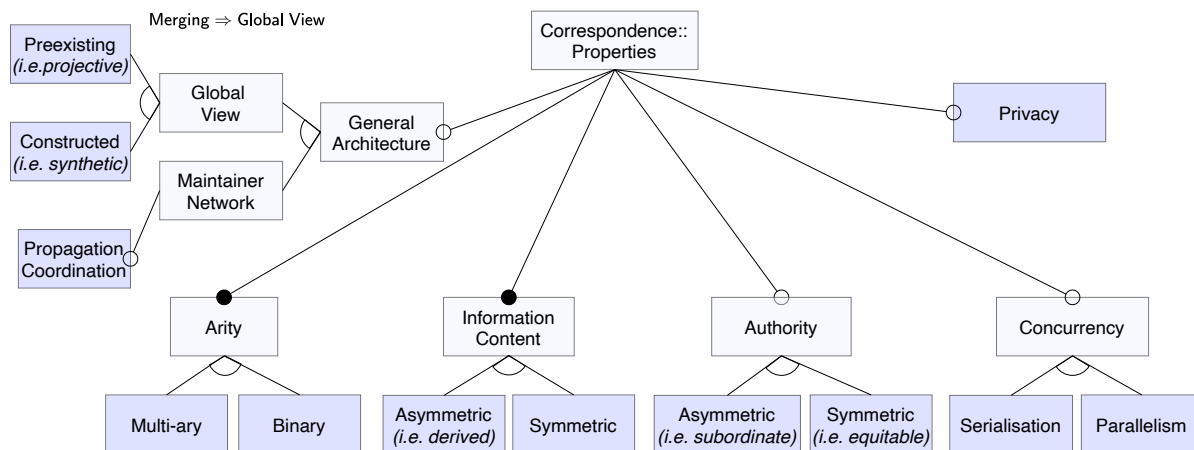 Merging ⇒ Global View
Correspondence::
Properties
Preexisting
(i.e.projective)
Global
View
General
Architecture
Privacy
Constructed
(i.e. synthetic)
Maintainer
Network
Propagation
Coordination
Arity
Information
Content
Authority
Concurrency
Multi-ary
Binary
Asymmetric
(i.e. derived)
Symmetric
Asymmetric
(i.e. subordinate)
Symmetric
(i.e. equitable)
Serialisation
Parallelism